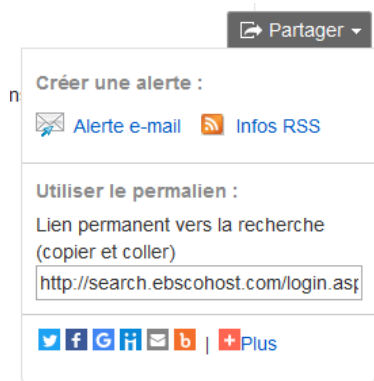 Partager
Créer une alerte :
Alerte e-mail Infos RSS
Utiliser le permalien :
Lien permanent vers la recherche
(copier et coller)
http://search.ebscohost.com/login.asp
| Plus